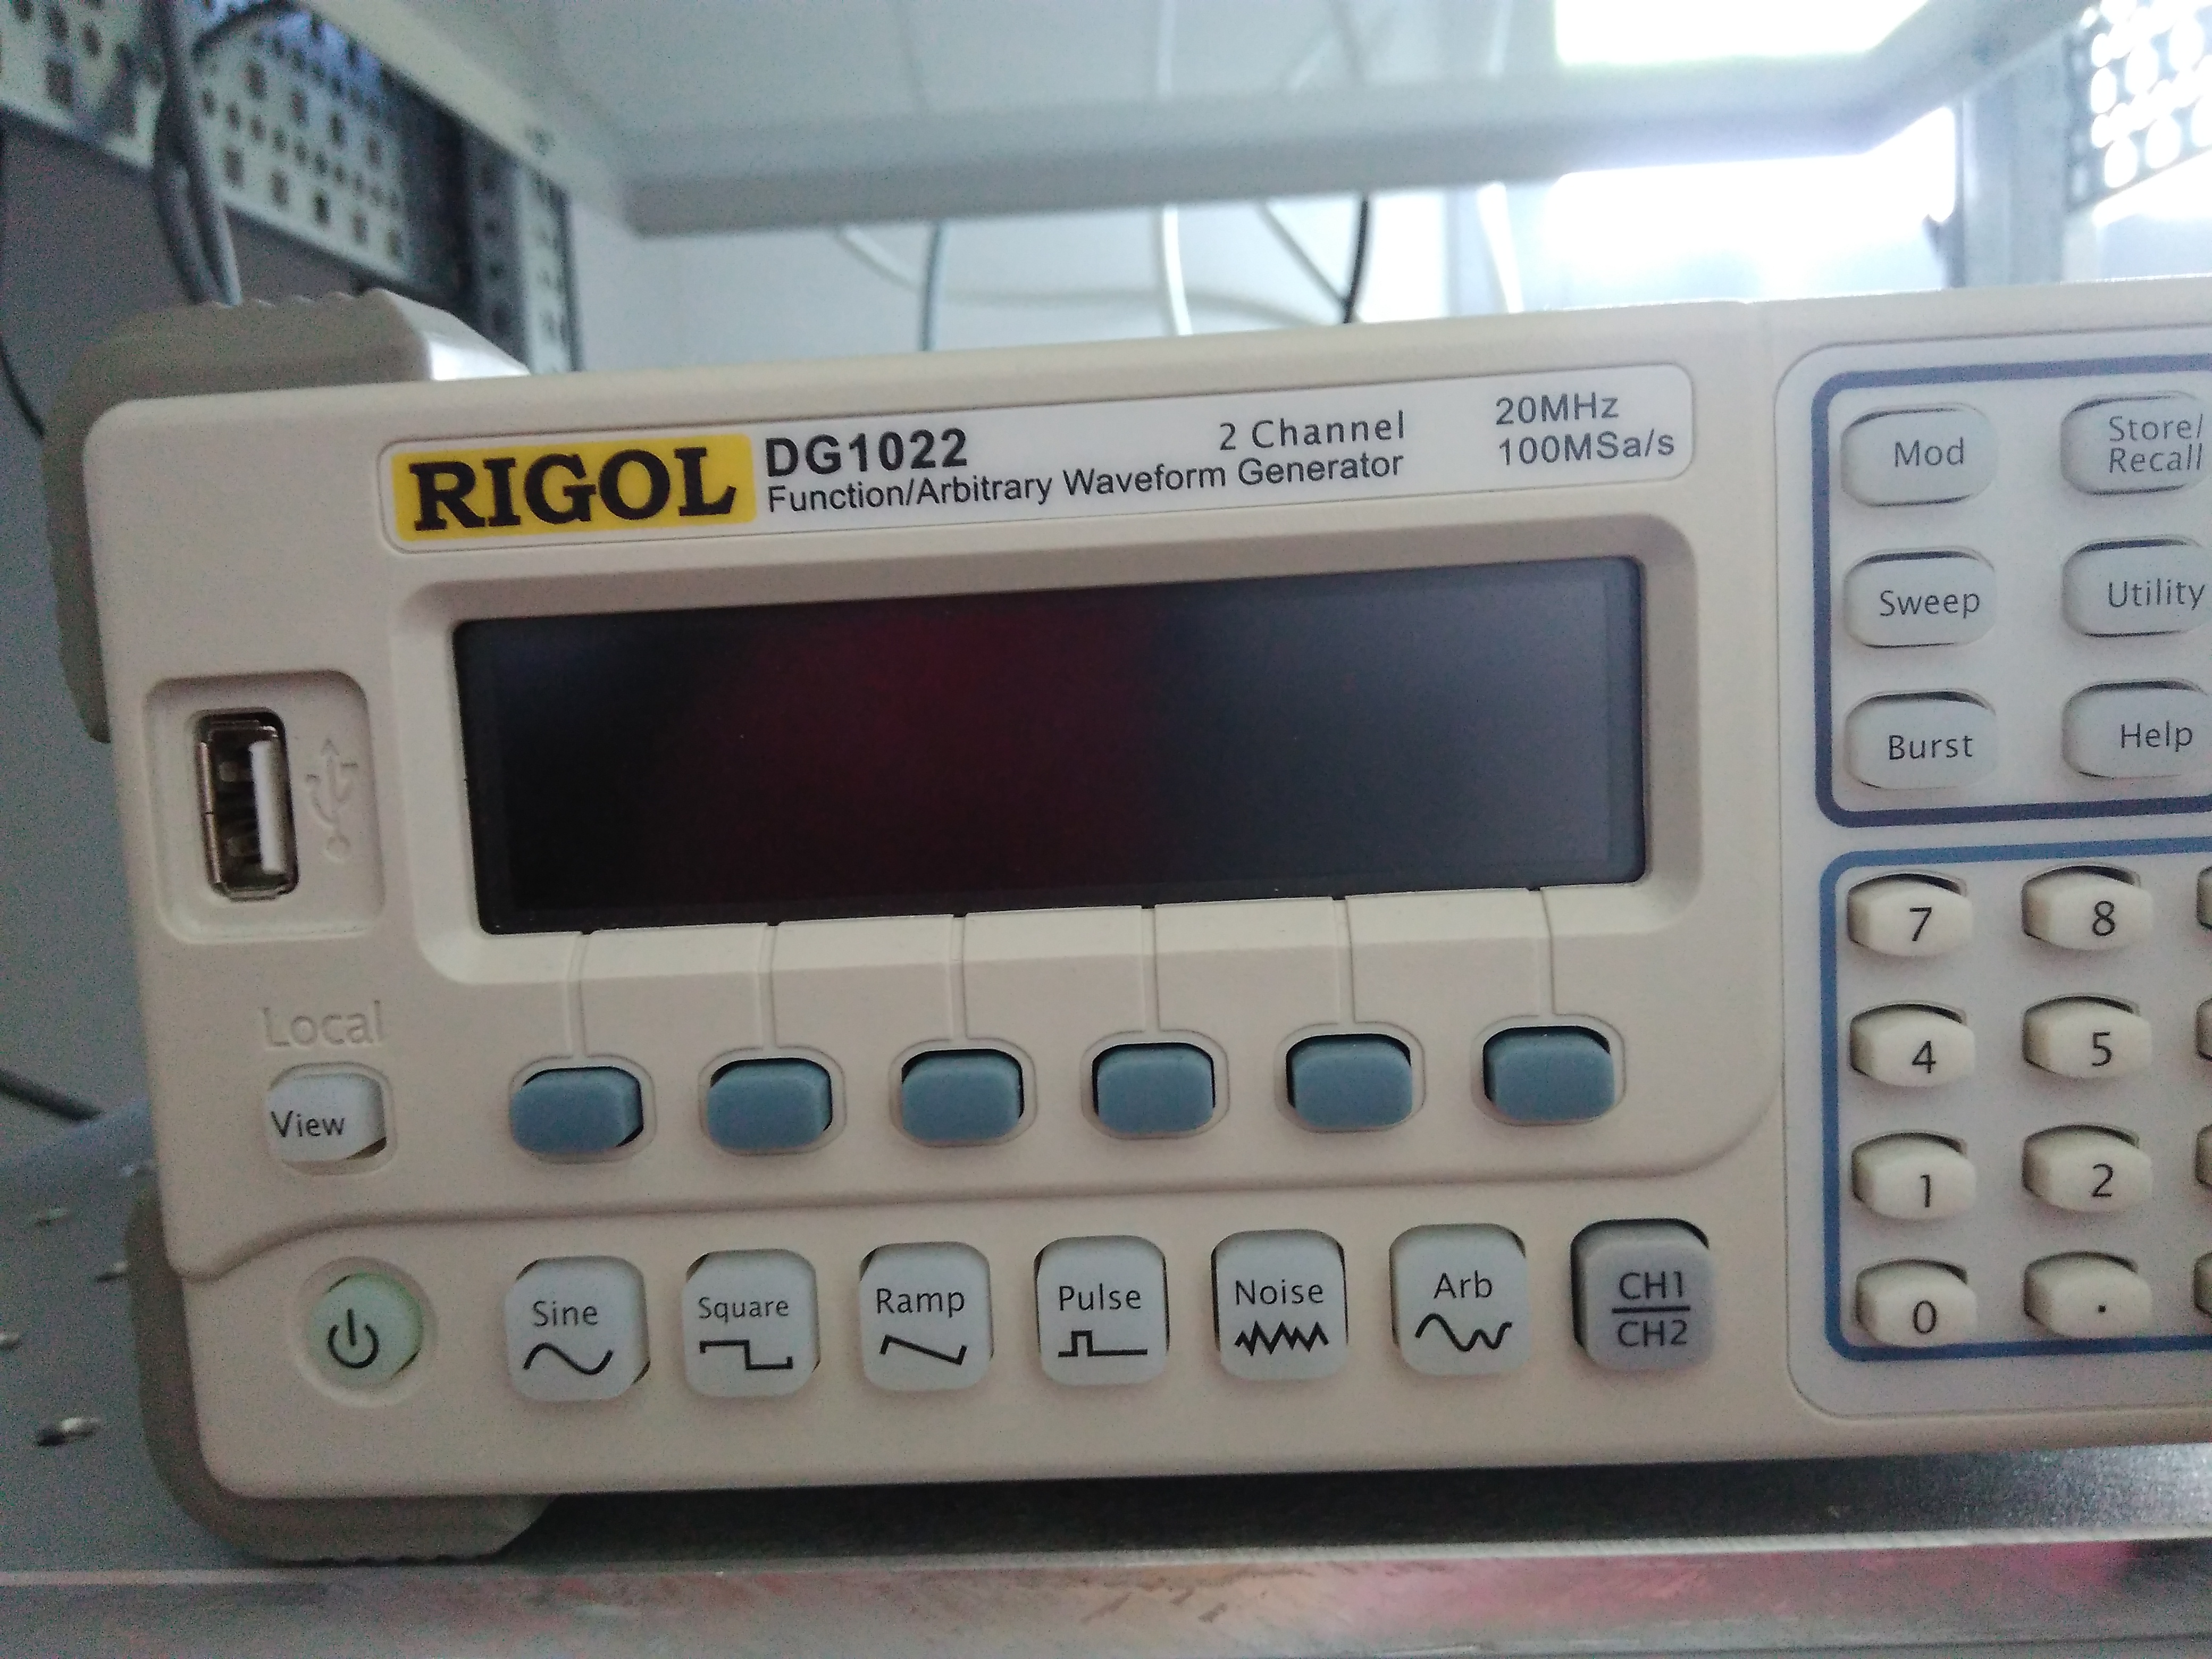 RIGOL
DG1022
2 Channel
20MHz
Function/Arbitrary Waveform Generator
100MSa/s
Mod
Store/
Recall
Sweep
Utility
Burst
Help
7
8
4
5
1
2
0
.
Local
View
Sine
Square
Ramp
Pulse
Noise
Arb
CH1
CH2